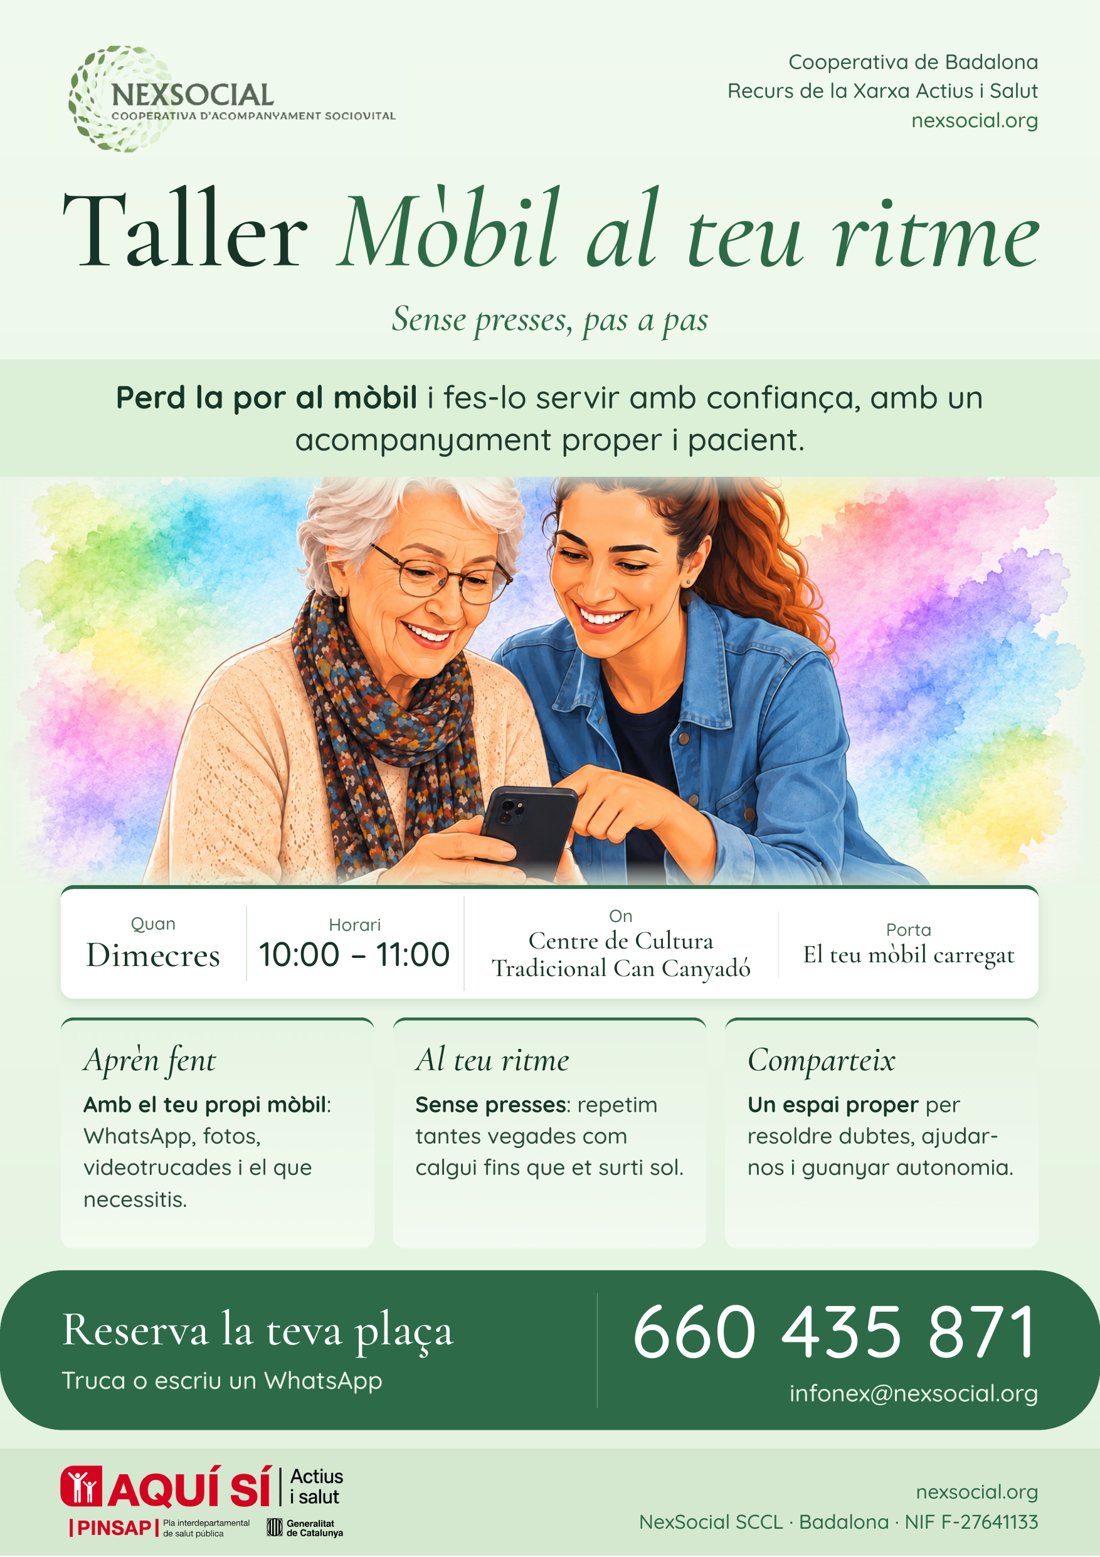 NEXSOCIAL
COOPERATIVA D'ACOMPANYAMENT SOCIOVITAL
Cooperativa de Badalona
Recurs de la Xarxa Actius i Salut
nexsocial.org
Taller Mòbil al teu ritme
Sense presses, pas a pas
Perd la por al mòbil i fes-lo servir amb confiança, amb un
acompanyament proper i pacient.
Quan
Dimecres
Horari
10:00 – 11:00
On
Centre de Cultura
Tradicional Can Canyadó
Porta
El teu mòbil carregat
Aprèn fent
Amb el teu propi mòbil:
WhatsApp, fotos,
videotrucades i el que
necessitis.
Al teu ritme
Sense presses: repetim
tantes vegades com
calgui fins que et surti sol.
Comparteix
Un espai proper per
resoldre dubtes, ajudar-
nos i guanyar autonomia.
Reserva la teva plaça
Truca o escriu un WhatsApp
660 435 871
infonex@nexsocial.org
AQUÍ SÍ
Actius
i salut
PINSAP
Pla interdepartamental
de salut pública
Generalitat
de Catalunya
nexsocial.org
NexSocial SCCL · Badalona · NIF F-27641133